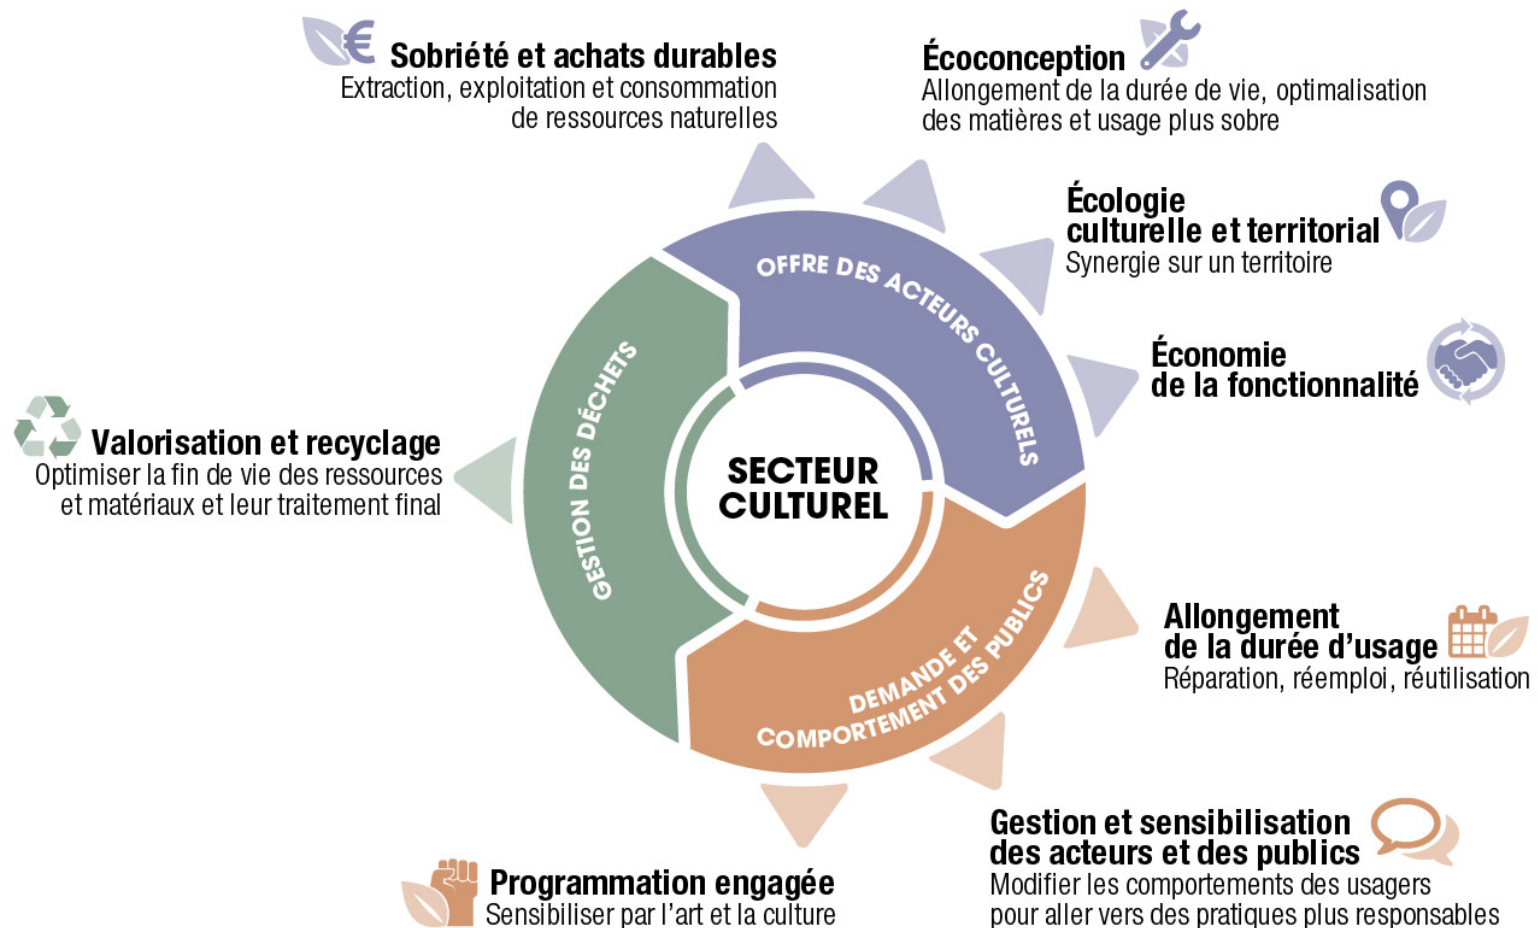 Sobriété et achats durables
Extraction, exploitation et consommation
de ressources naturelles
Écoconception
Allongement de la durée de vie, optimalisation
des matières et usage plus sobre
Écologie
culturelle et territorial
Synergie sur un territoire
Économie
de la fonctionnalité
OFFRE DES ACTEURS CULTURELS
GESTION DES DÉCHETS
SECTEUR
CULTUREL
Valorisation et recyclage
Optimiser la fin de vie des ressources
et matériaux et leur traitement final
DEMANDE ET
COMPORTEMENT DES PUBLICS
Allongement
de la durée d’usage
Réparation, réemploi, réutilisation
Gestion et sensibilisation
des acteurs et des publics
Modifier les comportements des usagers
pour aller vers des pratiques plus responsables
Programmation engagée
Sensibiliser par l’art et la culture